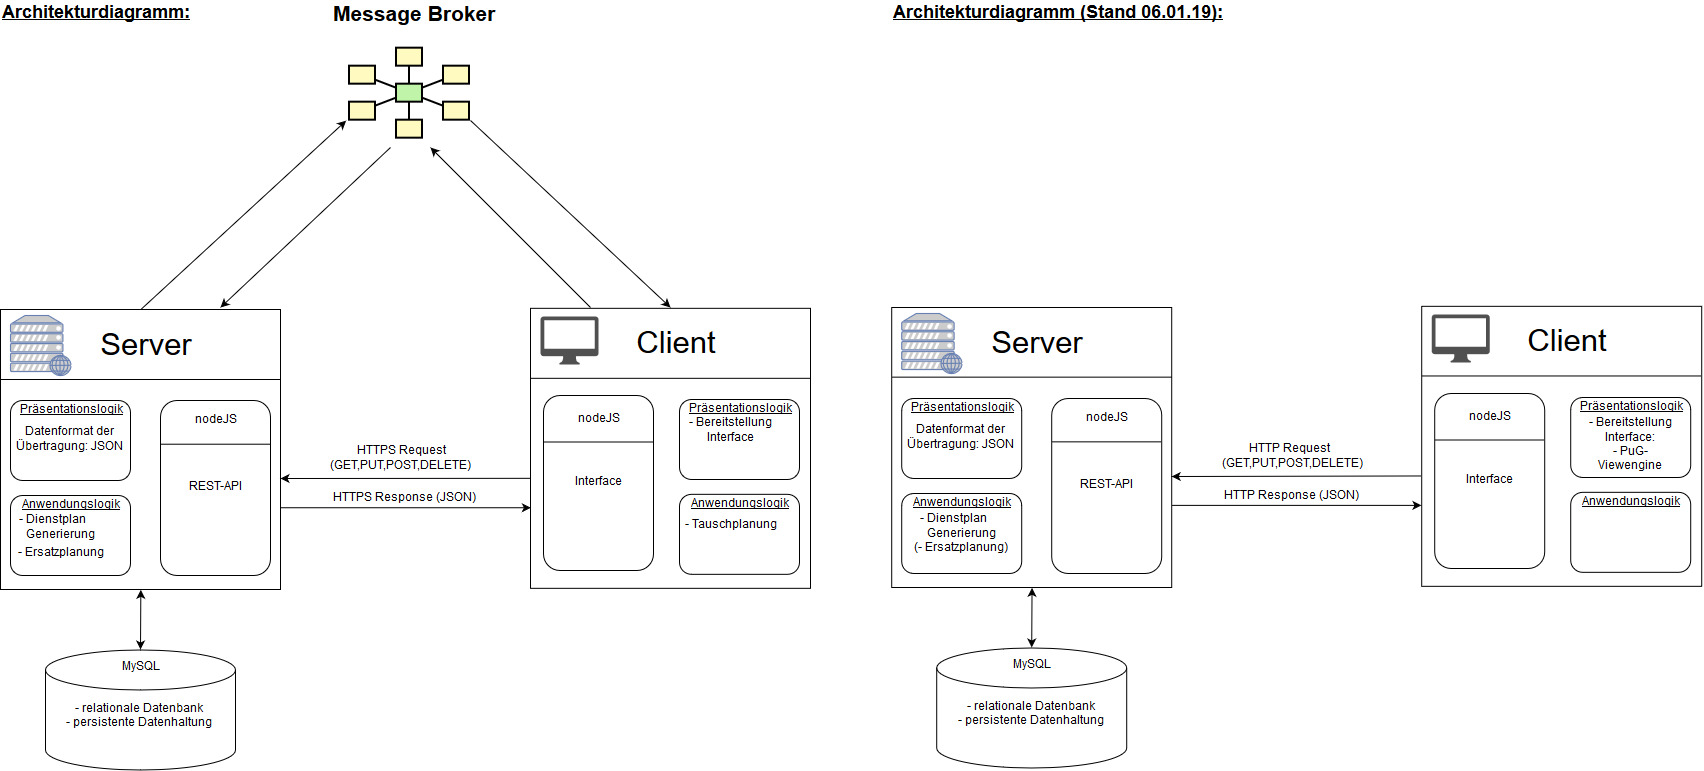 Architekturdiagramm:
Message Broker
Server
Präsentationslogik
Datenformat der
Übertragung: JSON
Anwendungslogik
- Dienstplan
Generierung
- Ersatzplanung
nodeJS
REST-API
HTTPS Request
(GET,PUT,POST,DELETE)
HTTPS Response (JSON)
Client
nodeJS
Interface
Präsentationslogik
- Bereitstellung
Interface
Anwendungslogik
- Tauschplanung
MySQL
- relationale Datenbank
- persistente Datenhaltung
Architekturdiagramm (Stand 06.01.19):
Server
Präsentationslogik
Datenformat der
Übertragung: JSON
Anwendungslogik
- Dienstplan
Generierung
(- Ersatzplanung)
nodeJS
REST-API
HTTP Request
(GET,PUT,POST,DELETE)
HTTP Response (JSON)
Client
nodeJS
Interface
Präsentationslogik
- Bereitstellung
Interface:
- PuG-
Viewengine
Anwendungslogik
MySQL
- relationale Datenbank
- persistente Datenhaltung